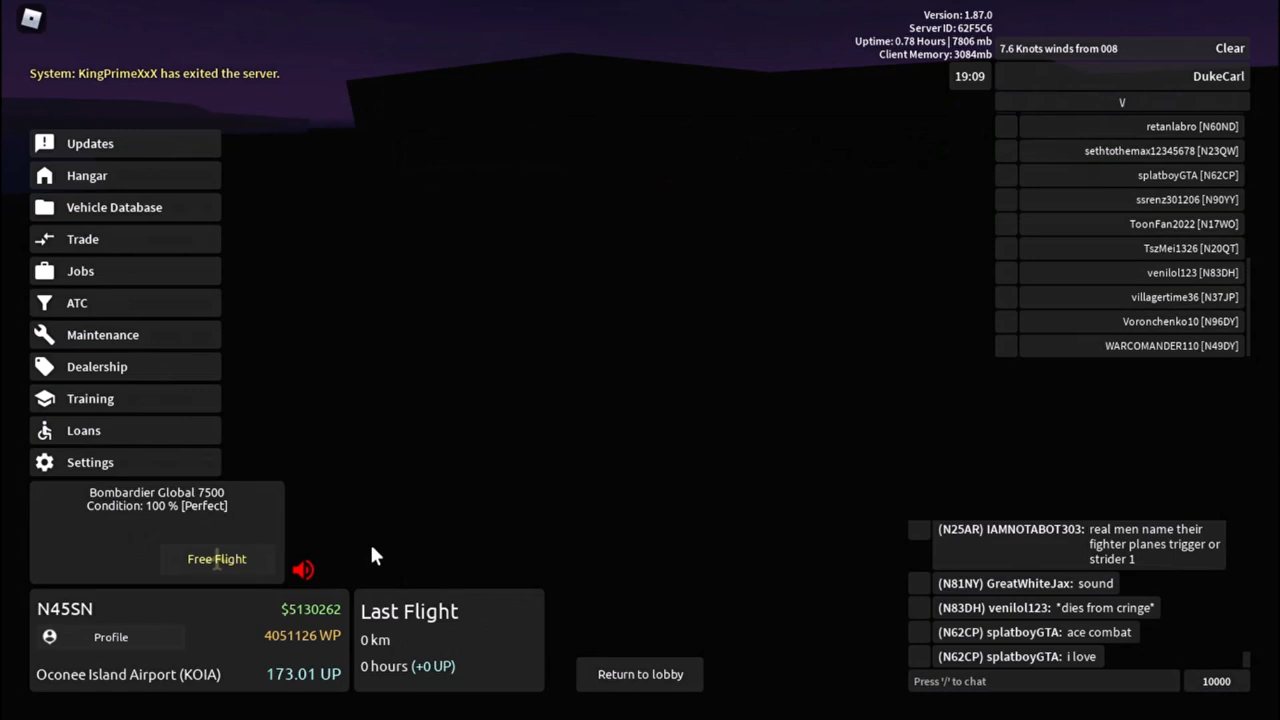 Version: 1.87.0
Server ID: 62F5C6
Uptime: 0.78 Hours | 7806 mb
Client Memory: 3084mb
7.6 Knots winds from 008
Clear
System: KingPrimeXxX has exited the server.
19:09
DukeCarl
V
retanlabro [N60ND]
sethtothemax12345678 [N23QW]
splatboyGTA [N62CP]
ssrenz301206 [N90YY]
ToonFan2022 [N17WO]
TszMei1326 [N20QT]
venilol123 [N83DH]
villagertime36 [N37JP]
Voronchenko10 [N96DY]
WARCOMANDER110 [N49DY]
Updates
Hangar
Vehicle Database
Trade
Jobs
ATC
Maintenance
Dealership
Training
Loans
Settings
Bombardier Global 7500
Condition: 100 % [Perfect]
Free Flight
N45SN
$5130262
Profile
4051126 WP
Oconee Island Airport (KOIA)
173.01 UP
Last Flight
0 km
0 hours (+0 UP)
Return to lobby
(N25AR) IAMNOTABOT303: real men name their
fighter planes trigger or
strider 1
(N81NY) GreatWhiteJax: sound
(N83DH) venilol123: *dies from cringe*
(N62CP) splatboyGTA: ace combat
(N62CP) splatboyGTA: i love
Press '/' to chat
10000